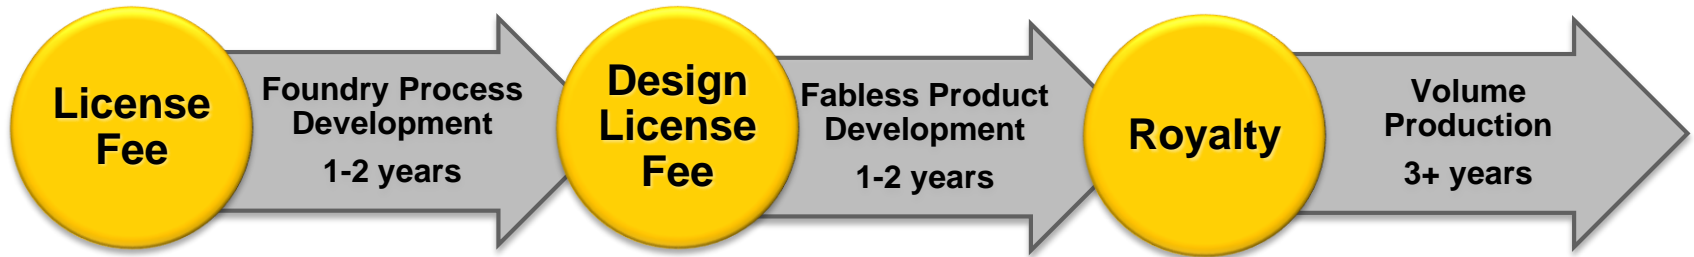 License
Fee
Foundry Process
Development
1-2 years
Design
License
Fee
Fabless Product
Development
1-2 years
Royalty
Volume
Production
3+ years